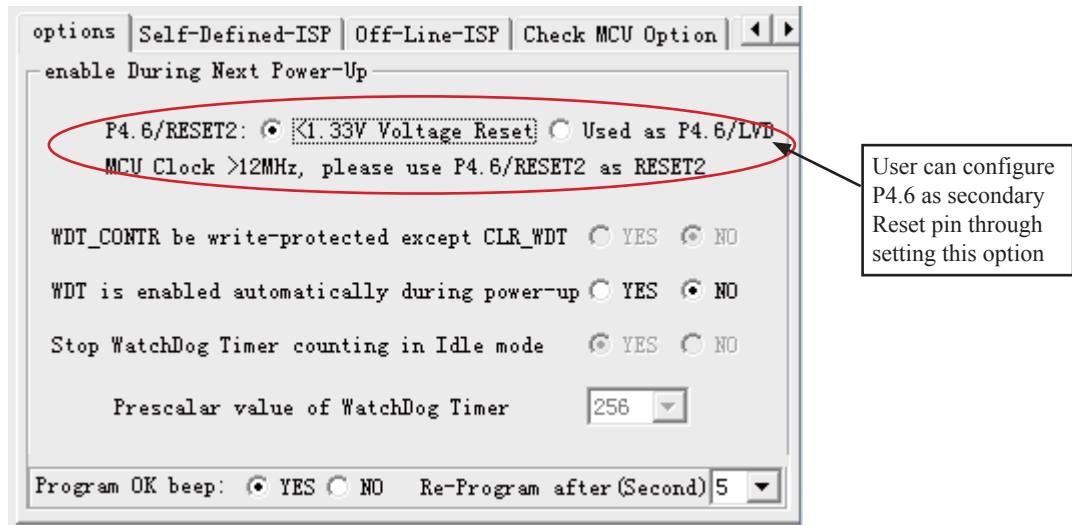 options Self-Defined-ISP Off-Line-ISP Check MCU Option
enable During Next Power-Up
P4.6/RESET2: <1.33V Voltage Reset Used as P4.6/LVD
MCU Clock >12MHz, please use P4.6/RESET2 as RESET2
User can configure
P4.6 as secondary
Reset pin through
setting this option
WDT_CONTR be write-protected except CLR_WDT YES NO
WDT is enabled automatically during power-up YES NO
Stop WatchDog Timer counting in Idle mode YES NO
Prescalar value of WatchDog Timer 256
Program OK beep: YES NO Re-Program after(Second) 5